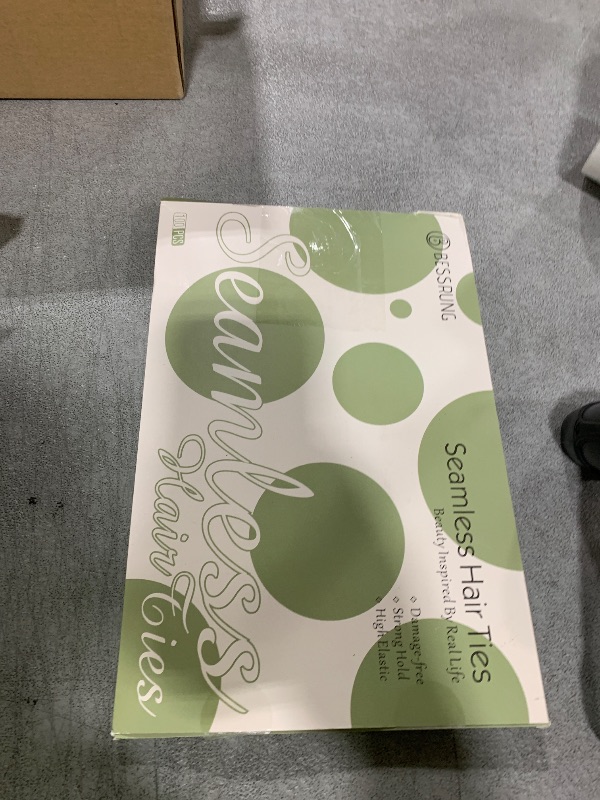 BESSRUNG
Seamless Hair Ties
Beauty Inspired By Real Life
Damage-free
Strong Hold
High Elastic
Seamless
Hair Ties
100 PCS